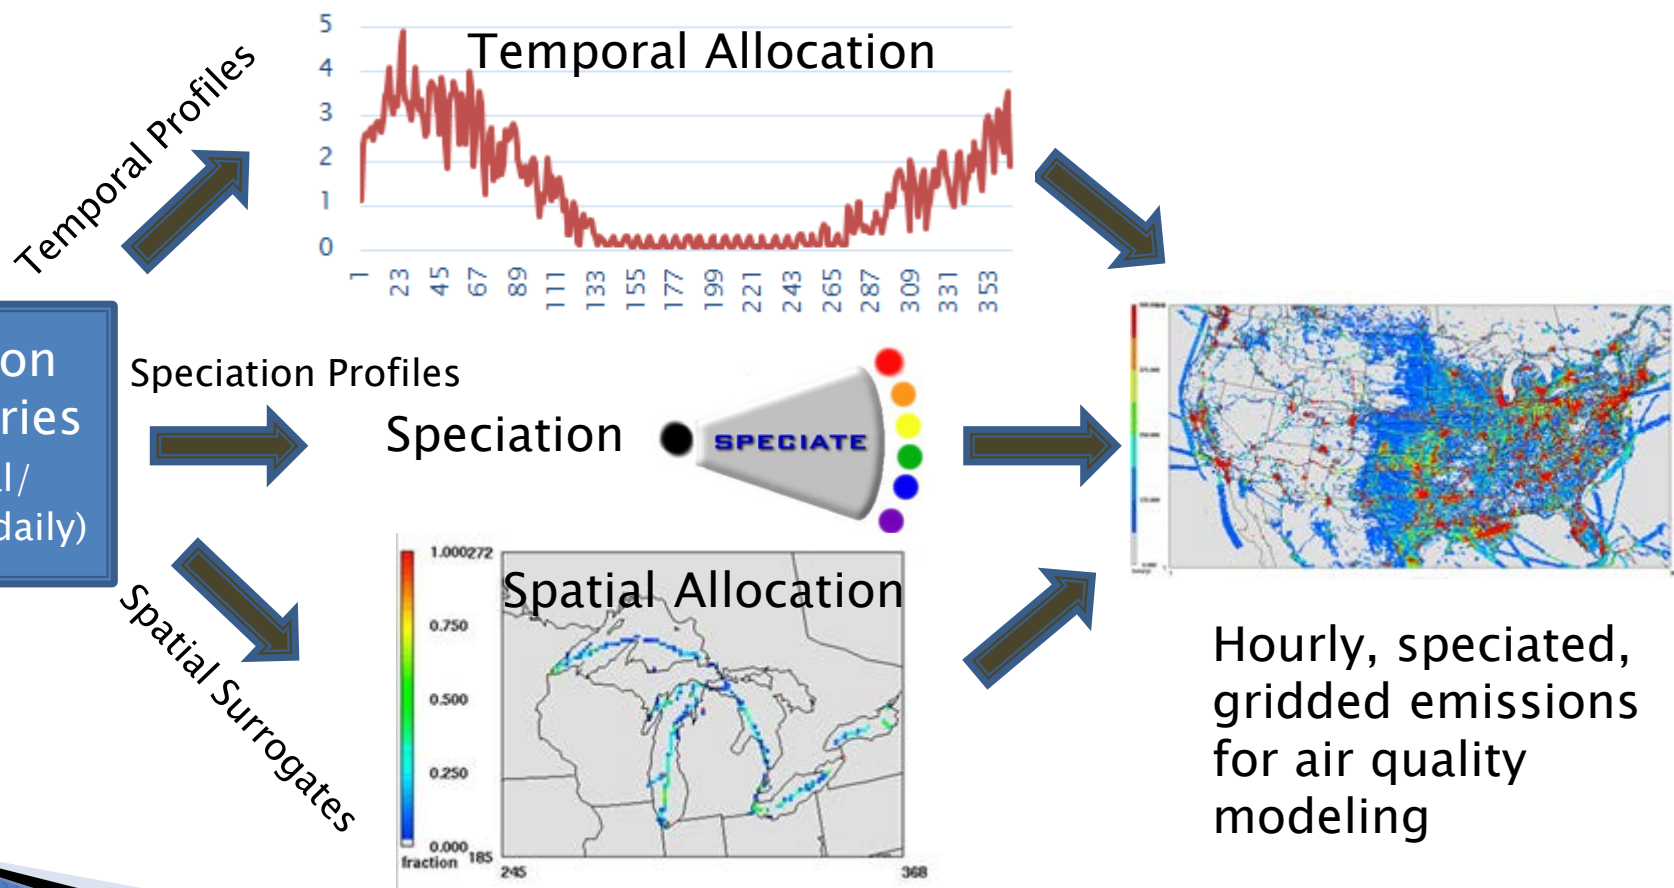 Temporal Profiles
Temporal Allocation
5
4
3
2
1
0
1 23 45 67 89 111 133 155 177 199 221 243 265 287 309 331 353
on
ries
al/
daily)
Speciation Profiles
Speciation
SPECIATE
Spatial Surrogates
Spatial Allocation
1.000
272
0.750
0.500
0.250
0.000
fraction
185
245
368
Hourly, speciated,
gridded emissions
for air quality
modeling